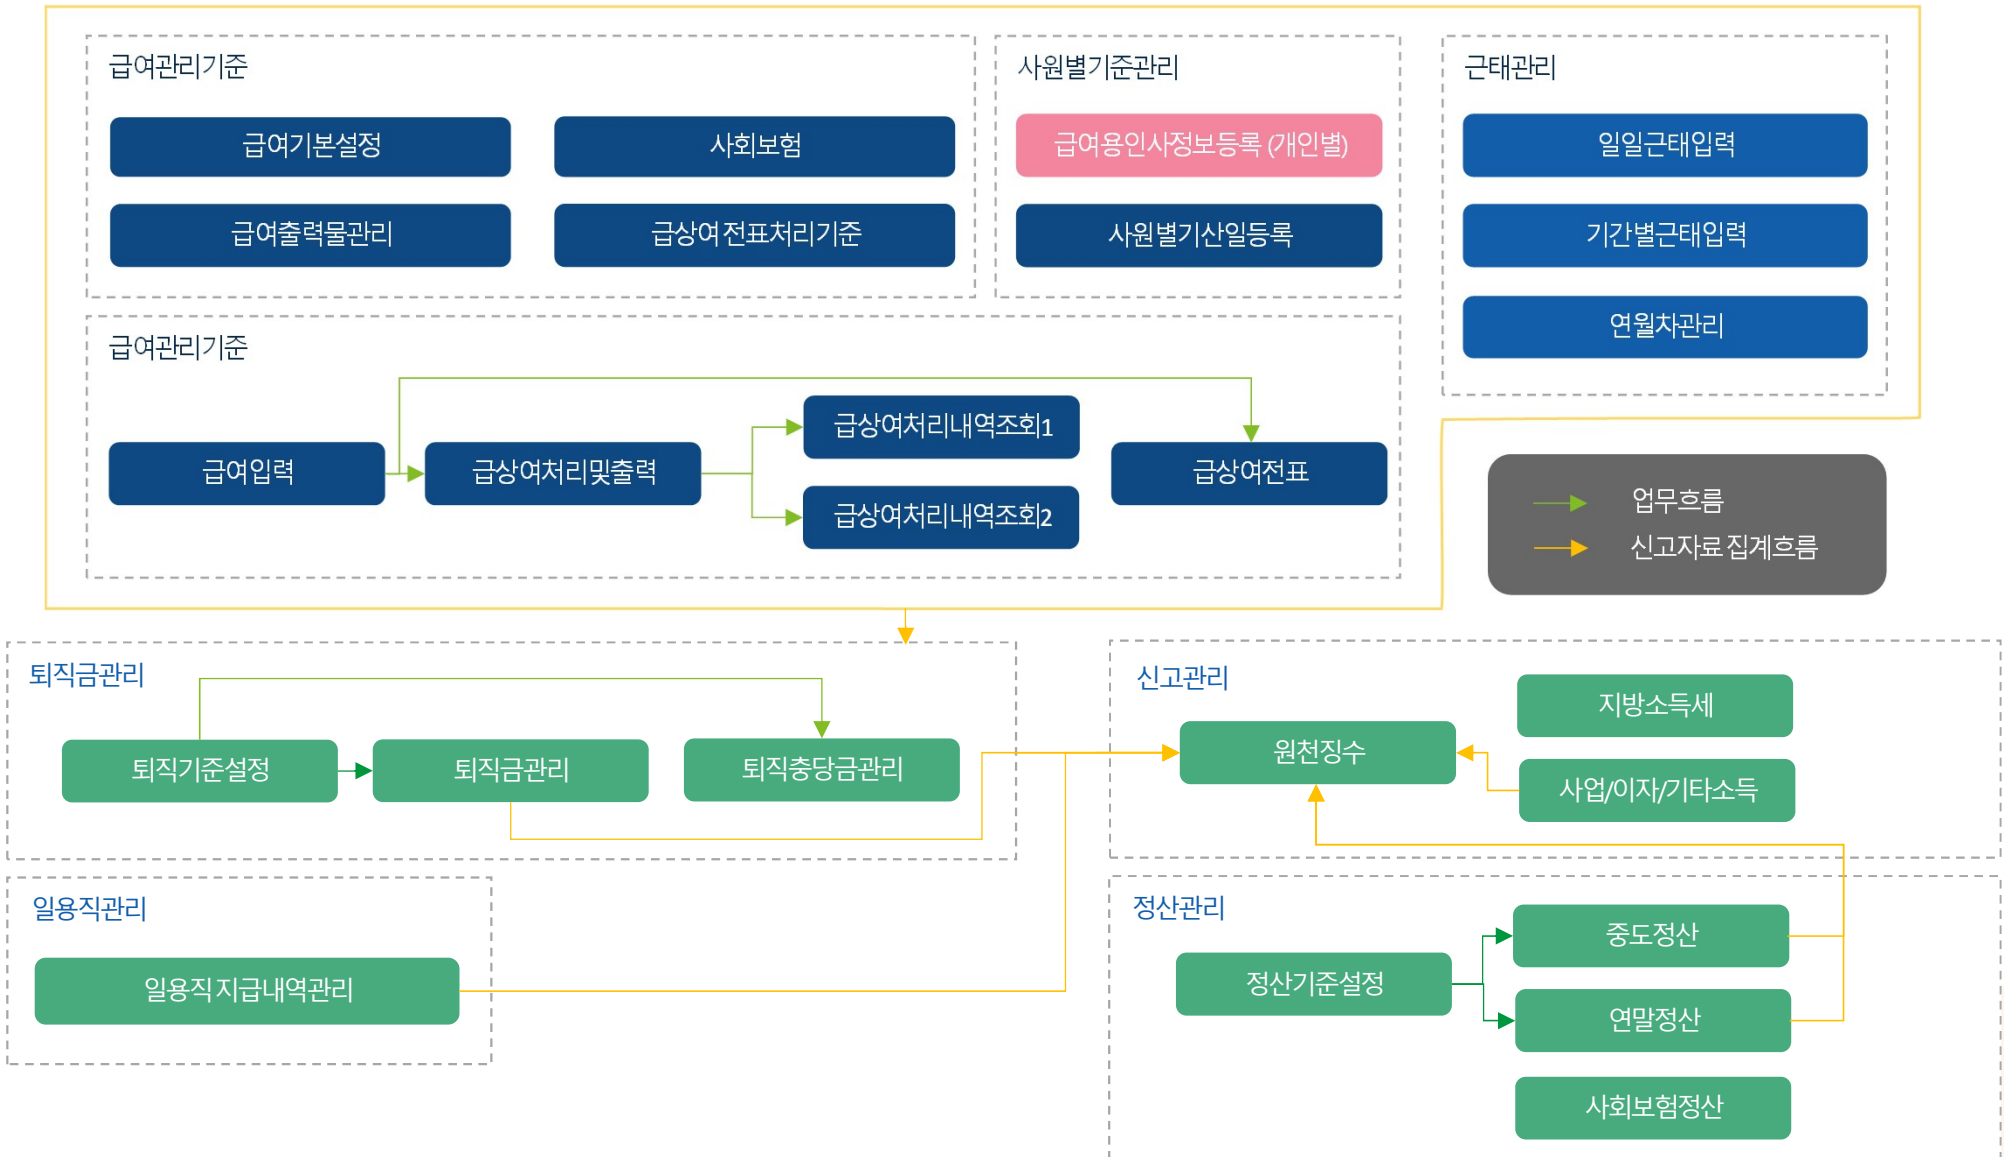 급여관리기준
급여기본설정
사회보험
급여출력물관리
급상여 전표처리기준
사원별기준관리
급여용인사정보등록 (개인별)
사원별기산일등록
근태관리
일일근태입력
기간별근태입력
연월차관리
급여관리기준
급여입력
급상여처리및출력
급상여처리내역조회1
급상여처리내역조회2
급상여전표
업무흐름
신고자료 집계흐름
퇴직금관리
퇴직기준설정
퇴직금관리
퇴직충당금관리
신고관리
원천징수
지방소득세
사업/이자/기타소득
일용직관리
일용직 지급내역관리
정산관리
정산기준설정
중도정산
연말정산
사회보험정산